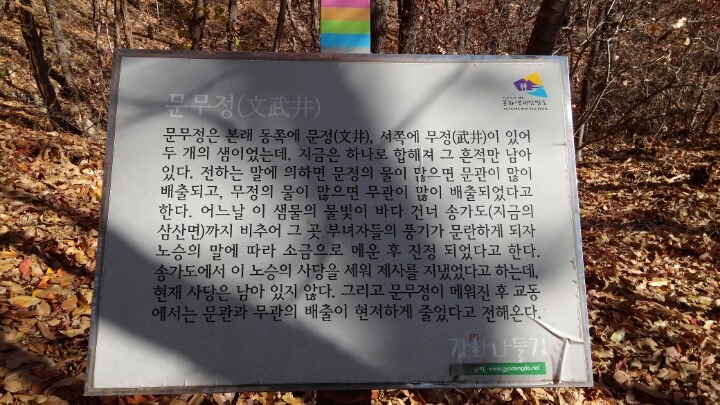 문화생태탐방로
문무정(文武井)
문무정은 본래 동쪽에 문정(文井), 서쪽에 무정(武井)이 있어
두 개의 샘이었는데, 지금은 하나로 합해져 그 흔적만 남아
있다. 전하는 말에 의하면 문정의 물이 많으면 문관이 많이
배출되고, 무정의 물이 많으면 무관이 많이 배출되었다고
한다. 어느날 이 샘물의 물빛이 바다 건너 송가도(지금의
삼산면)까지 비추어 그 곳 부녀자들의 풍기가 문란하게 되자
노승의 말에 따라 소금으로 메운 후 진정 되었다고 한다.
송가도에서 이 노승의 사당을 세워 제사를 지냈었다고 하는데,
현재 사당은 남아 있지 않다. 그리고 문무정이 메워진 후 교동
에서는 문관과 무관의 배출이 현저하게 줄었다고 전해온다.
강화나들길
www.gyodongdo.net